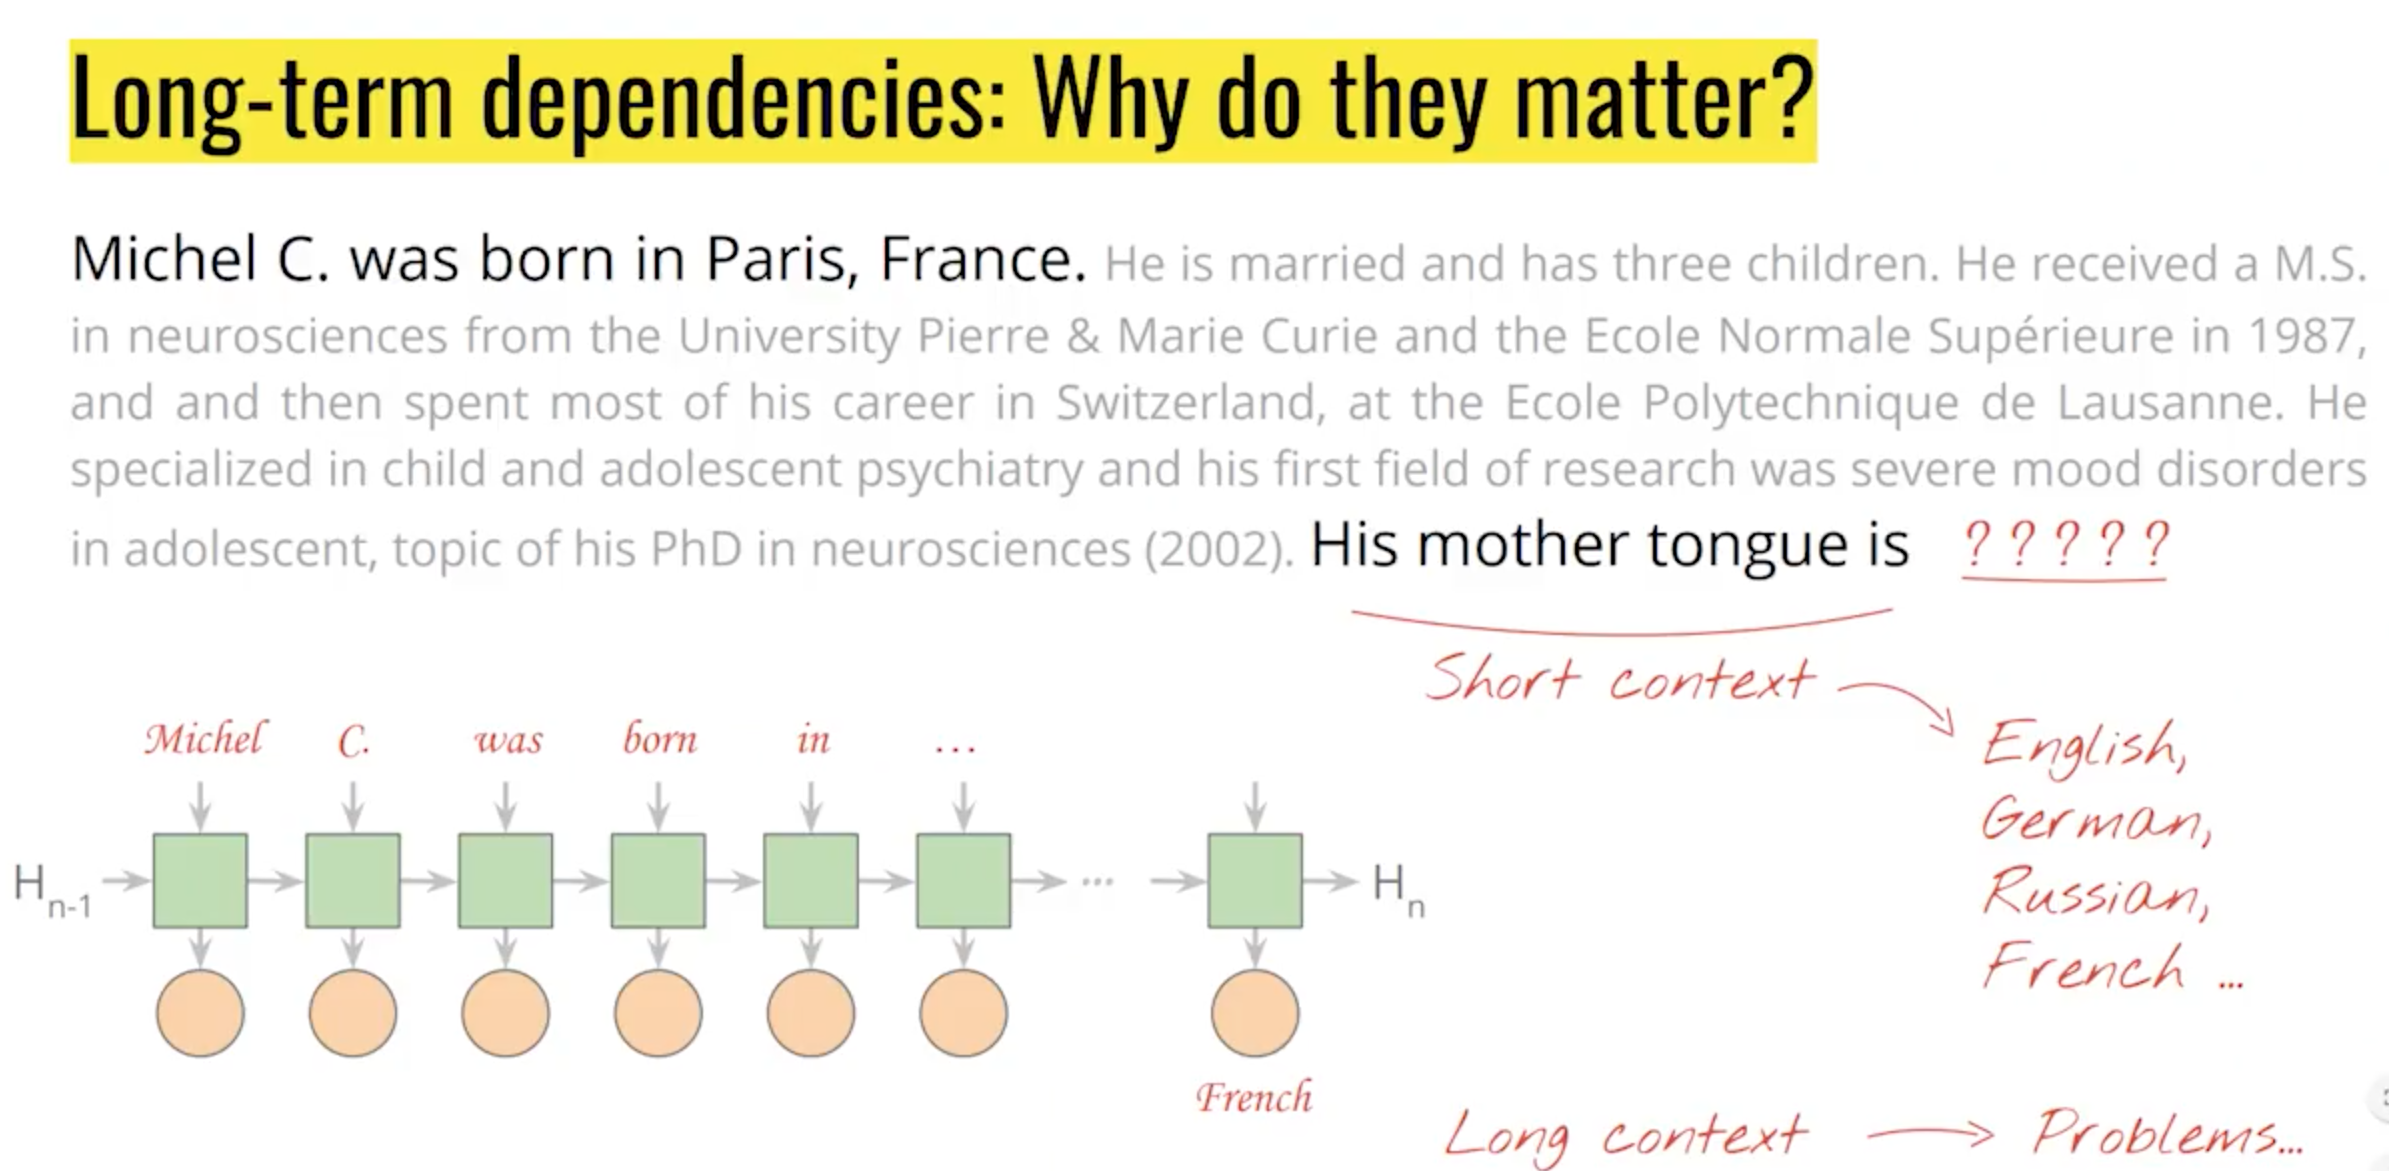 Long-term dependencies: Why do they matter?
Michel C. was born in Paris, France. He is married and has three children. He received a M.S.
in neurosciences from the University Pierre & Marie Curie and the Ecole Normale Supérieure in 1987,
and and then spent most of his career in Switzerland, at the Ecole Polytechnique de Lausanne. He
specialized in child and adolescent psychiatry and his first field of research was severe mood disorders
in adolescent, topic of his PhD in neurosciences (2002). His mother tongue is ?????
Short context
English,
German,
Russian,
French ...
Michel C. was born in ...
H n-1 ... H n
French
Long context Problems...